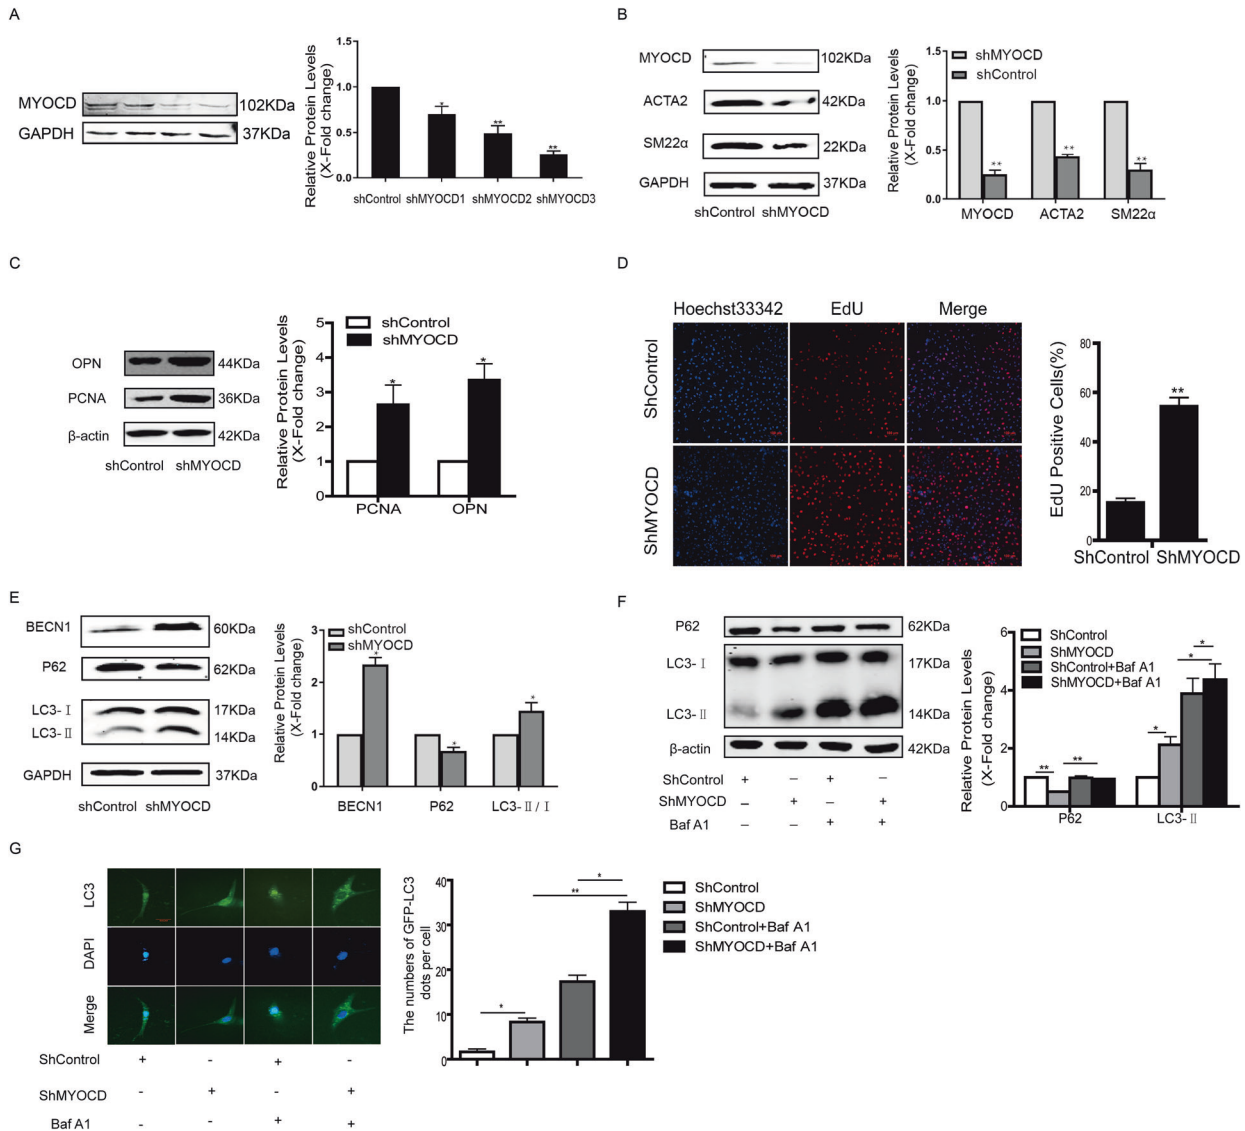 A
MYOCD
102KDa
GAPDH
37KDa
Relative Protein Levels
(X-Fold change)
1.5
1.0
0.5
0.0
*
**
**
shControl
shMYOCD1
shMYOCD2
shMYOCD3
B
MYOCD
102KDa
ACTA2
42KDa
SM22α
22KDa
GAPDH
37KDa
shControl
shMYOCD
Relative Protein Levels
(X-Fold change)
1.5
1.0
0.5
0.0
shMYOCD
shControl
**
**
**
MYOCD
ACTA2
SM22α
C
OPN
44KDa
PCNA
36KDa
β-actin
42KDa
shControl
shMYOCD
Relative Protein Levels
(X-Fold change)
5
4
3
2
1
0
shControl
shMYOCD
*
*
PCNA
OPN
D
Hoechst33342
EdU
Merge
ShControl
ShMYOCD
EdU Positive Cells(%)
80
60
40
20
0
**
ShControl
ShMYOCD
E
BECN1
60KDa
P62
62KDa
LC3-Ⅰ
17KDa
LC3-Ⅱ
14KDa
GAPDH
37KDa
shControl
shMYOCD
Relative Protein Levels
(X-Fold change)
3
2
1
0
shControl
shMYOCD
*
*
*
BECN1
P62
LC3-Ⅱ/Ⅰ
F
P62
62KDa
LC3-Ⅰ
17KDa
LC3-Ⅱ
14KDa
β-actin
42KDa
ShControl + − + −
ShMYOCD − + − +
Baf A1 − − + +
Relative Protein Levels
(X-Fold change)
6
4
2
0
ShControl
ShMYOCD
ShControl+Baf A1
ShMYOCD+Baf A1
**
**
*
*
*
P62
LC3-Ⅱ
G
LC3
DAPI
Merge
ShControl + - + -
ShMYOCD - + - +
Baf A1 - - + +
The numbers of GFP-LC3
dots per cell
40
30
20
10
0
*
**
*
ShControl
ShMYOCD
ShControl+Baf A1
ShMYOCD+Baf A1